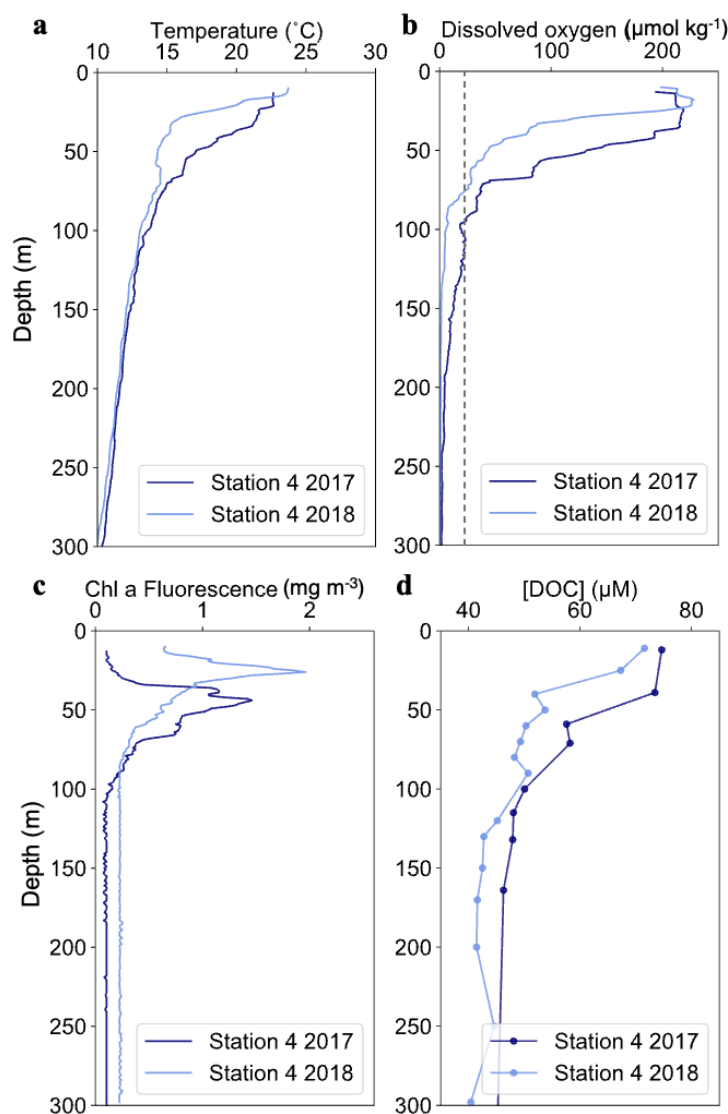 a Temperature (˚C)
10 15 20 25 30
0
50
100
150
200
250
300
Depth (m)
Station 4 2017
Station 4 2018
b Dissolved oxygen (μmol kg-1)
0 100 200
0
50
100
150
200
250
300
Station 4 2017
Station 4 2018
c Chl a Fluorescence (mg m-3)
0 1 2
0
50
100
150
200
250
300
Depth (m)
Station 4 2017
Station 4 2018
d [DOC] (μM)
40 60 80
0
50
100
150
200
250
300
Station 4 2017
Station 4 2018